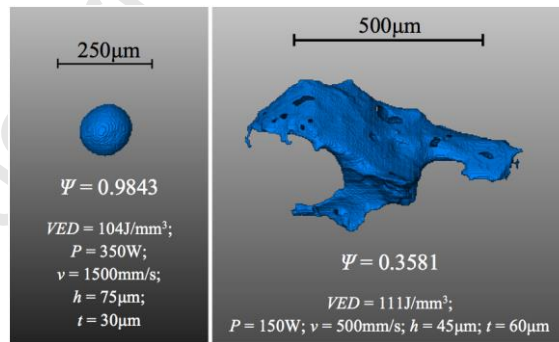 250μm
Ψ = 0.9843
VED = 104J/mm³;
P = 350W;
v = 1500mm/s;
h = 75μm;
t = 30μm
500μm
Ψ = 0.3581
VED = 111J/mm³;
P = 150W; v = 500mm/s; h = 45μm; t = 60μm